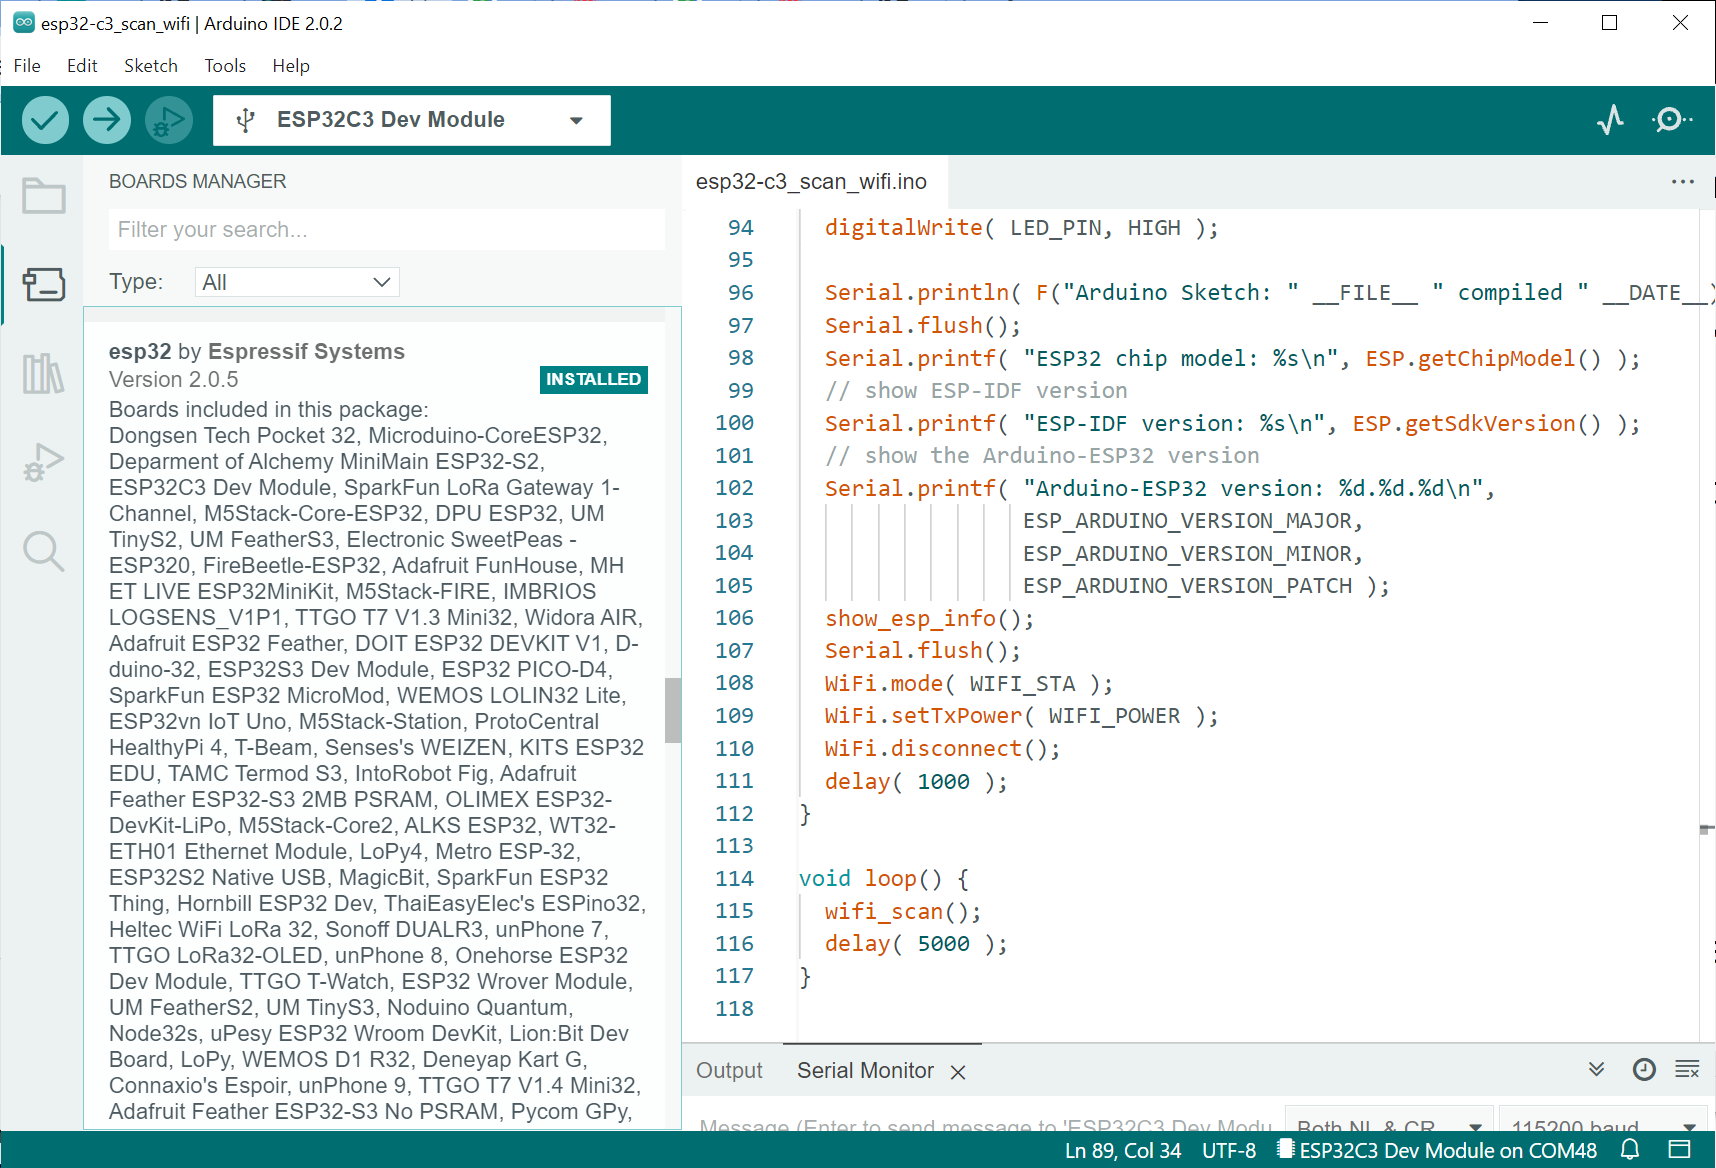 esp32-c3_scan_wifi | Arduino IDE 2.0.2
File Edit Sketch Tools Help
ESP32C3 Dev Module
BOARDS MANAGER
Filter your search...
Type: All
esp32 by Espressif Systems
Version 2.0.5
INSTALLED
Boards included in this package:
Dongsen Tech Pocket 32, Microduino-CoreESP32,
Deparment of Alchemy MiniMain ESP32-S2,
ESP32C3 Dev Module, SparkFun LoRa Gateway 1-
Channel, M5Stack-Core-ESP32, DPU ESP32, UM
TinyS2, UM FeatherS3, Electronic SweetPeas -
ESP320, FireBeetle-ESP32, Adafruit FunHouse, MH
ET LIVE ESP32MiniKit, M5Stack-FIRE, IMBRIOS
LOGSENS_V1P1, TTGO T7 V1.3 Mini32, Widora AIR,
Adafruit ESP32 Feather, DOIT ESP32 DEVKIT V1, D-
duino-32, ESP32S3 Dev Module, ESP32 PICO-D4,
SparkFun ESP32 MicroMod, WEMOS LOLIN32 Lite,
ESP32vn IoT Uno, M5Stack-Station, ProtoCentral
HealthyPi 4, T-Beam, Senses's WEIZEN, KITS ESP32
EDU, TAMC Termod S3, IntoRobot Fig, Adafruit
Feather ESP32-S3 2MB PSRAM, OLIMEX ESP32-
DevKit-LiPo, M5Stack-Core2, ALKS ESP32, WT32-
ETH01 Ethernet Module, LoPy4, Metro ESP-32,
ESP32S2 Native USB, MagicBit, SparkFun ESP32
Thing, Hornbill ESP32 Dev, ThaiEasyElec's ESPino32,
Heltec WiFi LoRa 32, Sonoff DUALR3, unPhone 7,
TTGO LoRa32-OLED, unPhone 8, Onehorse ESP32
Dev Module, TTGO T-Watch, ESP32 Wrover Module,
UM FeatherS2, UM TinyS3, Noduino Quantum,
Node32s, uPesy ESP32 Wroom DevKit, Lion:Bit Dev
Board, LoPy, WEMOS D1 R32, Deneyap Kart G,
Connaxio's Espoir, unPhone 9, TTGO T7 V1.4 Mini32,
Adafruit Feather ESP32-S3 No PSRAM, Pycom GPy,
esp32-c3_scan_wifi.ino
94 digitalWrite( LED_PIN, HIGH );
95
96 Serial.println( F("Arduino Sketch: " __FILE__ " compiled " __DATE__)
97 Serial.flush();
98 Serial.printf( "ESP32 chip model: %s\n", ESP.getChipModel() );
99 // show ESP-IDF version
100 Serial.printf( "ESP-IDF version: %s\n", ESP.getSdkVersion() );
101 // show the Arduino-ESP32 version
102 Serial.printf( "Arduino-ESP32 version: %d.%d.%d\n",
103 ESP_ARDUINO_VERSION_MAJOR,
104 ESP_ARDUINO_VERSION_MINOR,
105 ESP_ARDUINO_VERSION_PATCH );
106 show_esp_info();
107 Serial.flush();
108 WiFi.mode( WIFI_STA );
109 WiFi.setTxPower( WIFI_POWER );
110 WiFi.disconnect();
111 delay( 1000 );
112 }
113
114 void loop() {
115 wifi_scan();
116 delay( 5000 );
117 }
118
Output Serial Monitor
Message (Enter to send message to 'ESP32C3 Dev Modu Both NL & CR 115200 baud
Ln 89, Col 34 UTF-8 ESP32C3 Dev Module on COM48